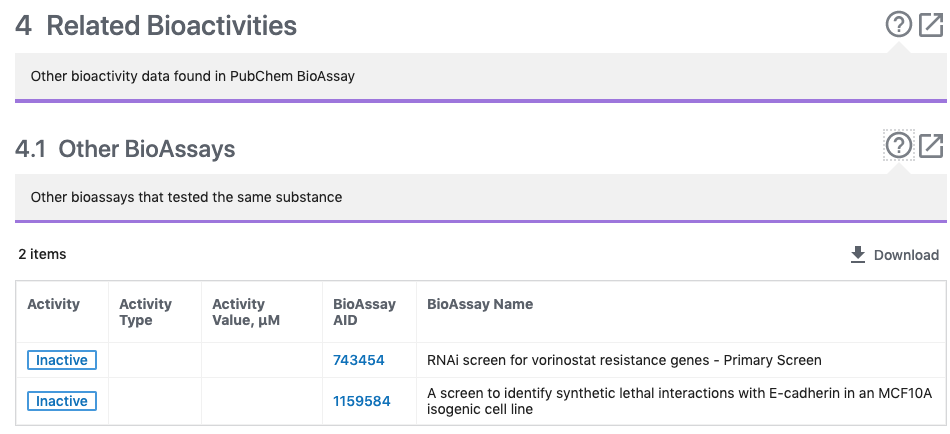 4 Related Bioactivities
Other bioactivity data found in PubChem BioAssay
4.1 Other BioAssays
Other bioassays that tested the same substance
2 items
Download
Activity
Activity Type
Activity Value, µM
BioAssay AID
BioAssay Name
Inactive
743454
RNAi screen for vorinostat resistance genes - Primary Screen
Inactive
1159584
A screen to identify synthetic lethal interactions with E-cadherin in an MCF10A
isogenic cell line